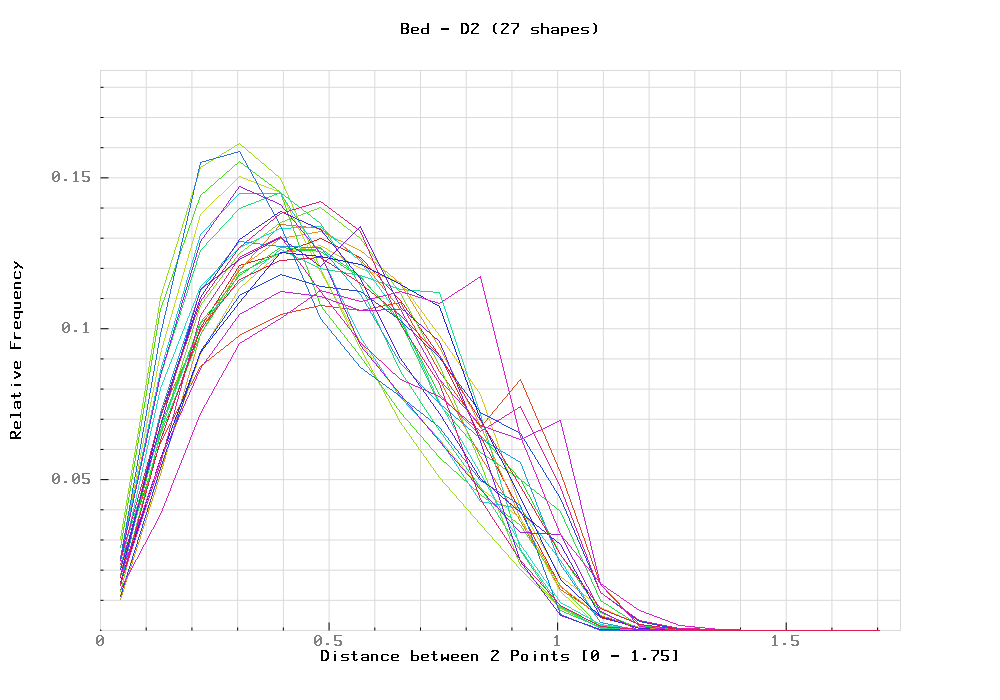 Bed - D2 (27 shapes)
0.15
0.1
0.05
0 0.5 1 1.5
Relative Frequency
Distance between 2 Points [0 - 1.75]